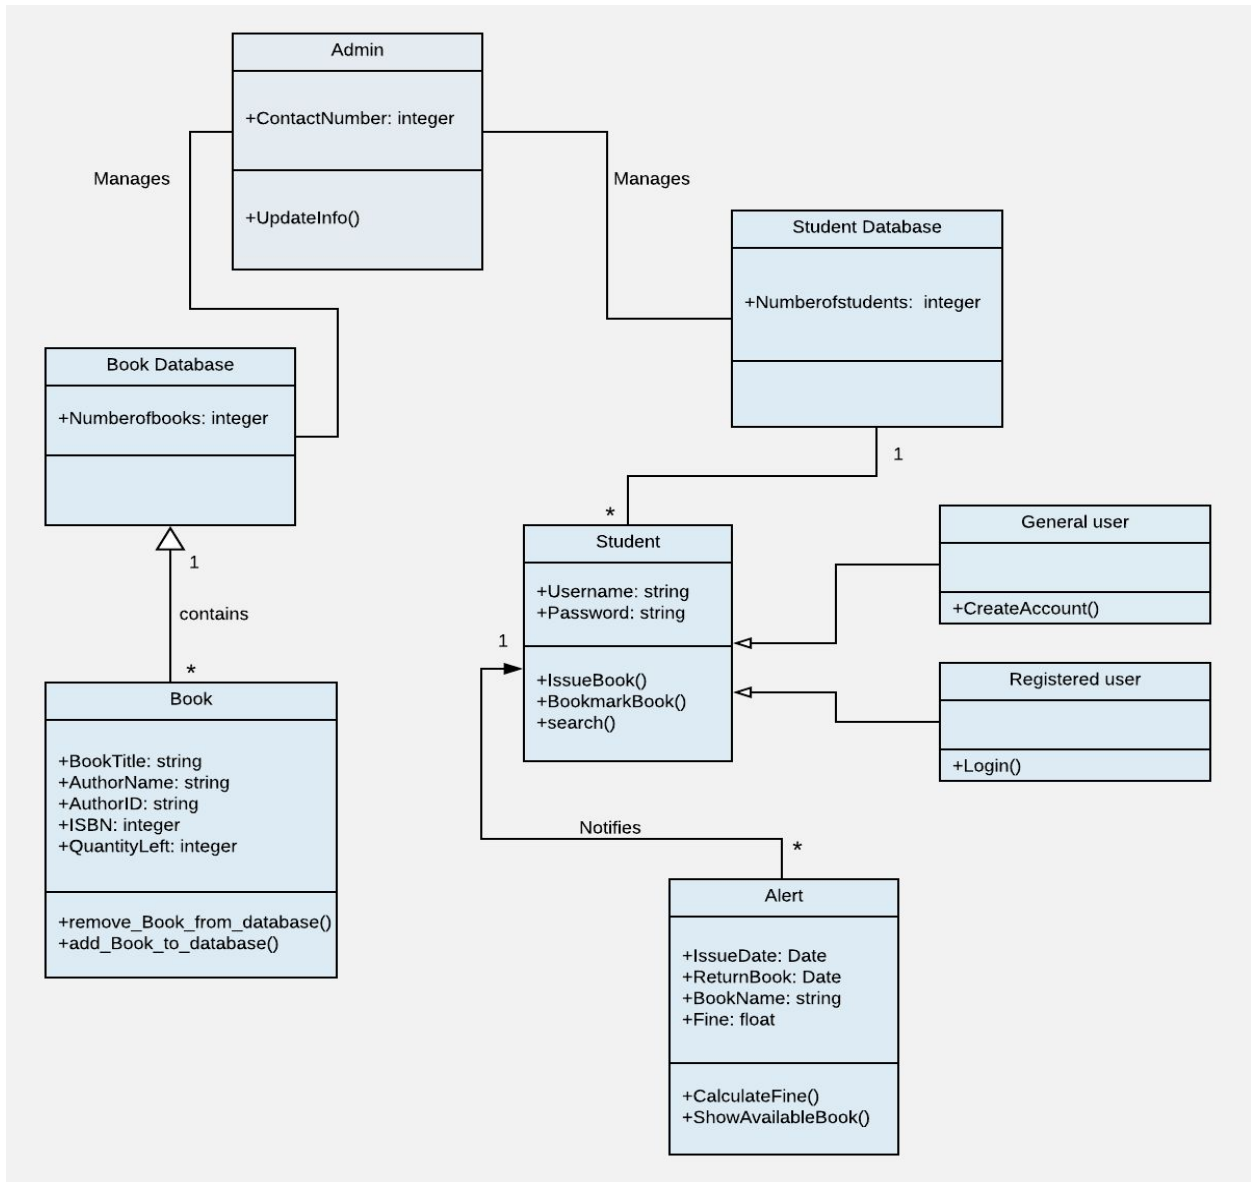 Admin
+ContactNumber: integer
+UpdateInfo()
Manages
Manages
Student Database
+Numberofstudents:  integer
Book Database
+Numberofbooks: integer
1
*
1
contains
*
Student
+Username: string
+Password: string
+IssueBook()
+BookmarkBook()
+search()
General user
+CreateAccount()
Registered user
+Login()
1
Book
+BookTitle: string
+AuthorName: string
+AuthorID: string
+ISBN: integer
+QuantityLeft: integer
+remove_Book_from_database()
+add_Book_to_database()
Notifies
*
Alert
+IssueDate: Date
+ReturnBook: Date
+BookName: string
+Fine: float
+CalculateFine()
+ShowAvailableBook()